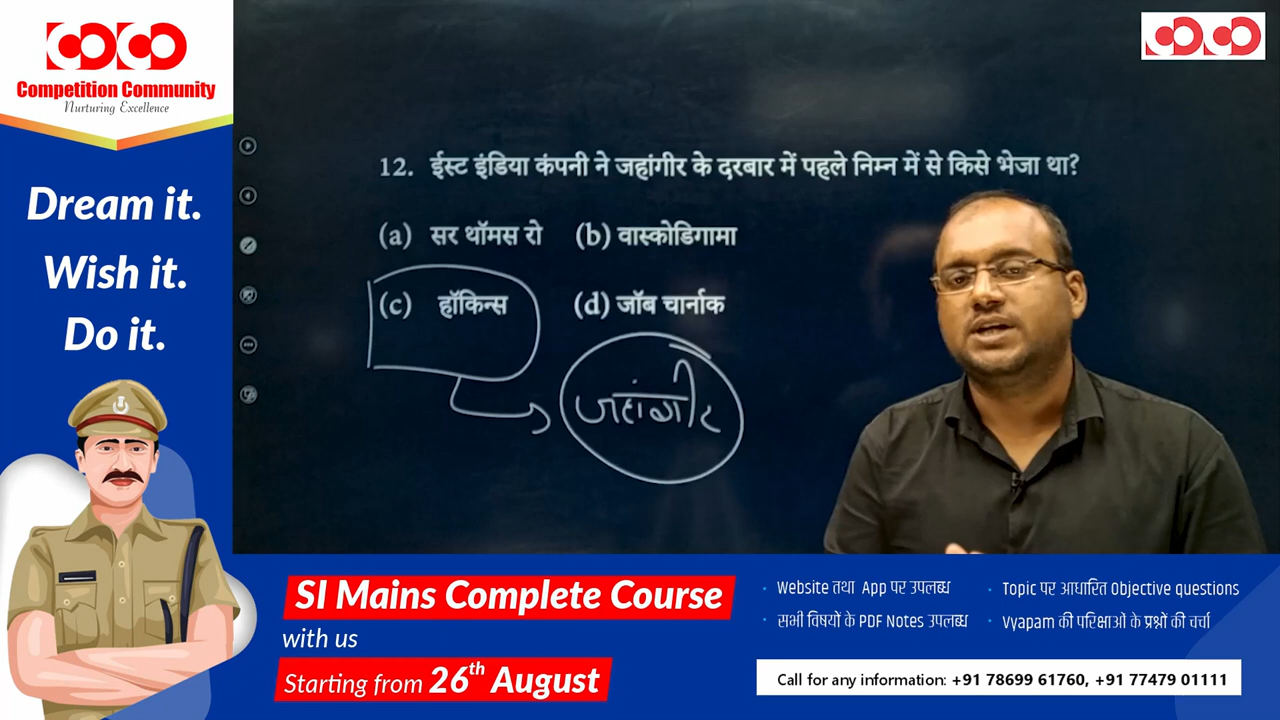 COCO
Competition Community
Nurturing Excellence
Dream it.
Wish it.
Do it.
COCO
12. ईस्ट इंडिया कंपनी ने जहांगीर के दरबार में पहले निम्न में से किसे भेजा था?
(a) सर थॉमस रो (b) वास्कोडिगामा
(c) हॉकिन्स (d) जॉब चार्नाक
जहांगीर
SI Mains Complete Course
with us
Starting from 26th August
· Website तथा App पर उपलब्ध
· सभी विषयों के PDF Notes उपलब्ध
· Topic पर आधारित Objective questions
· Vyapam की परिक्षाओं के प्रश्नों की चर्चा
Call for any information: +91 78699 61760, +91 77479 01111